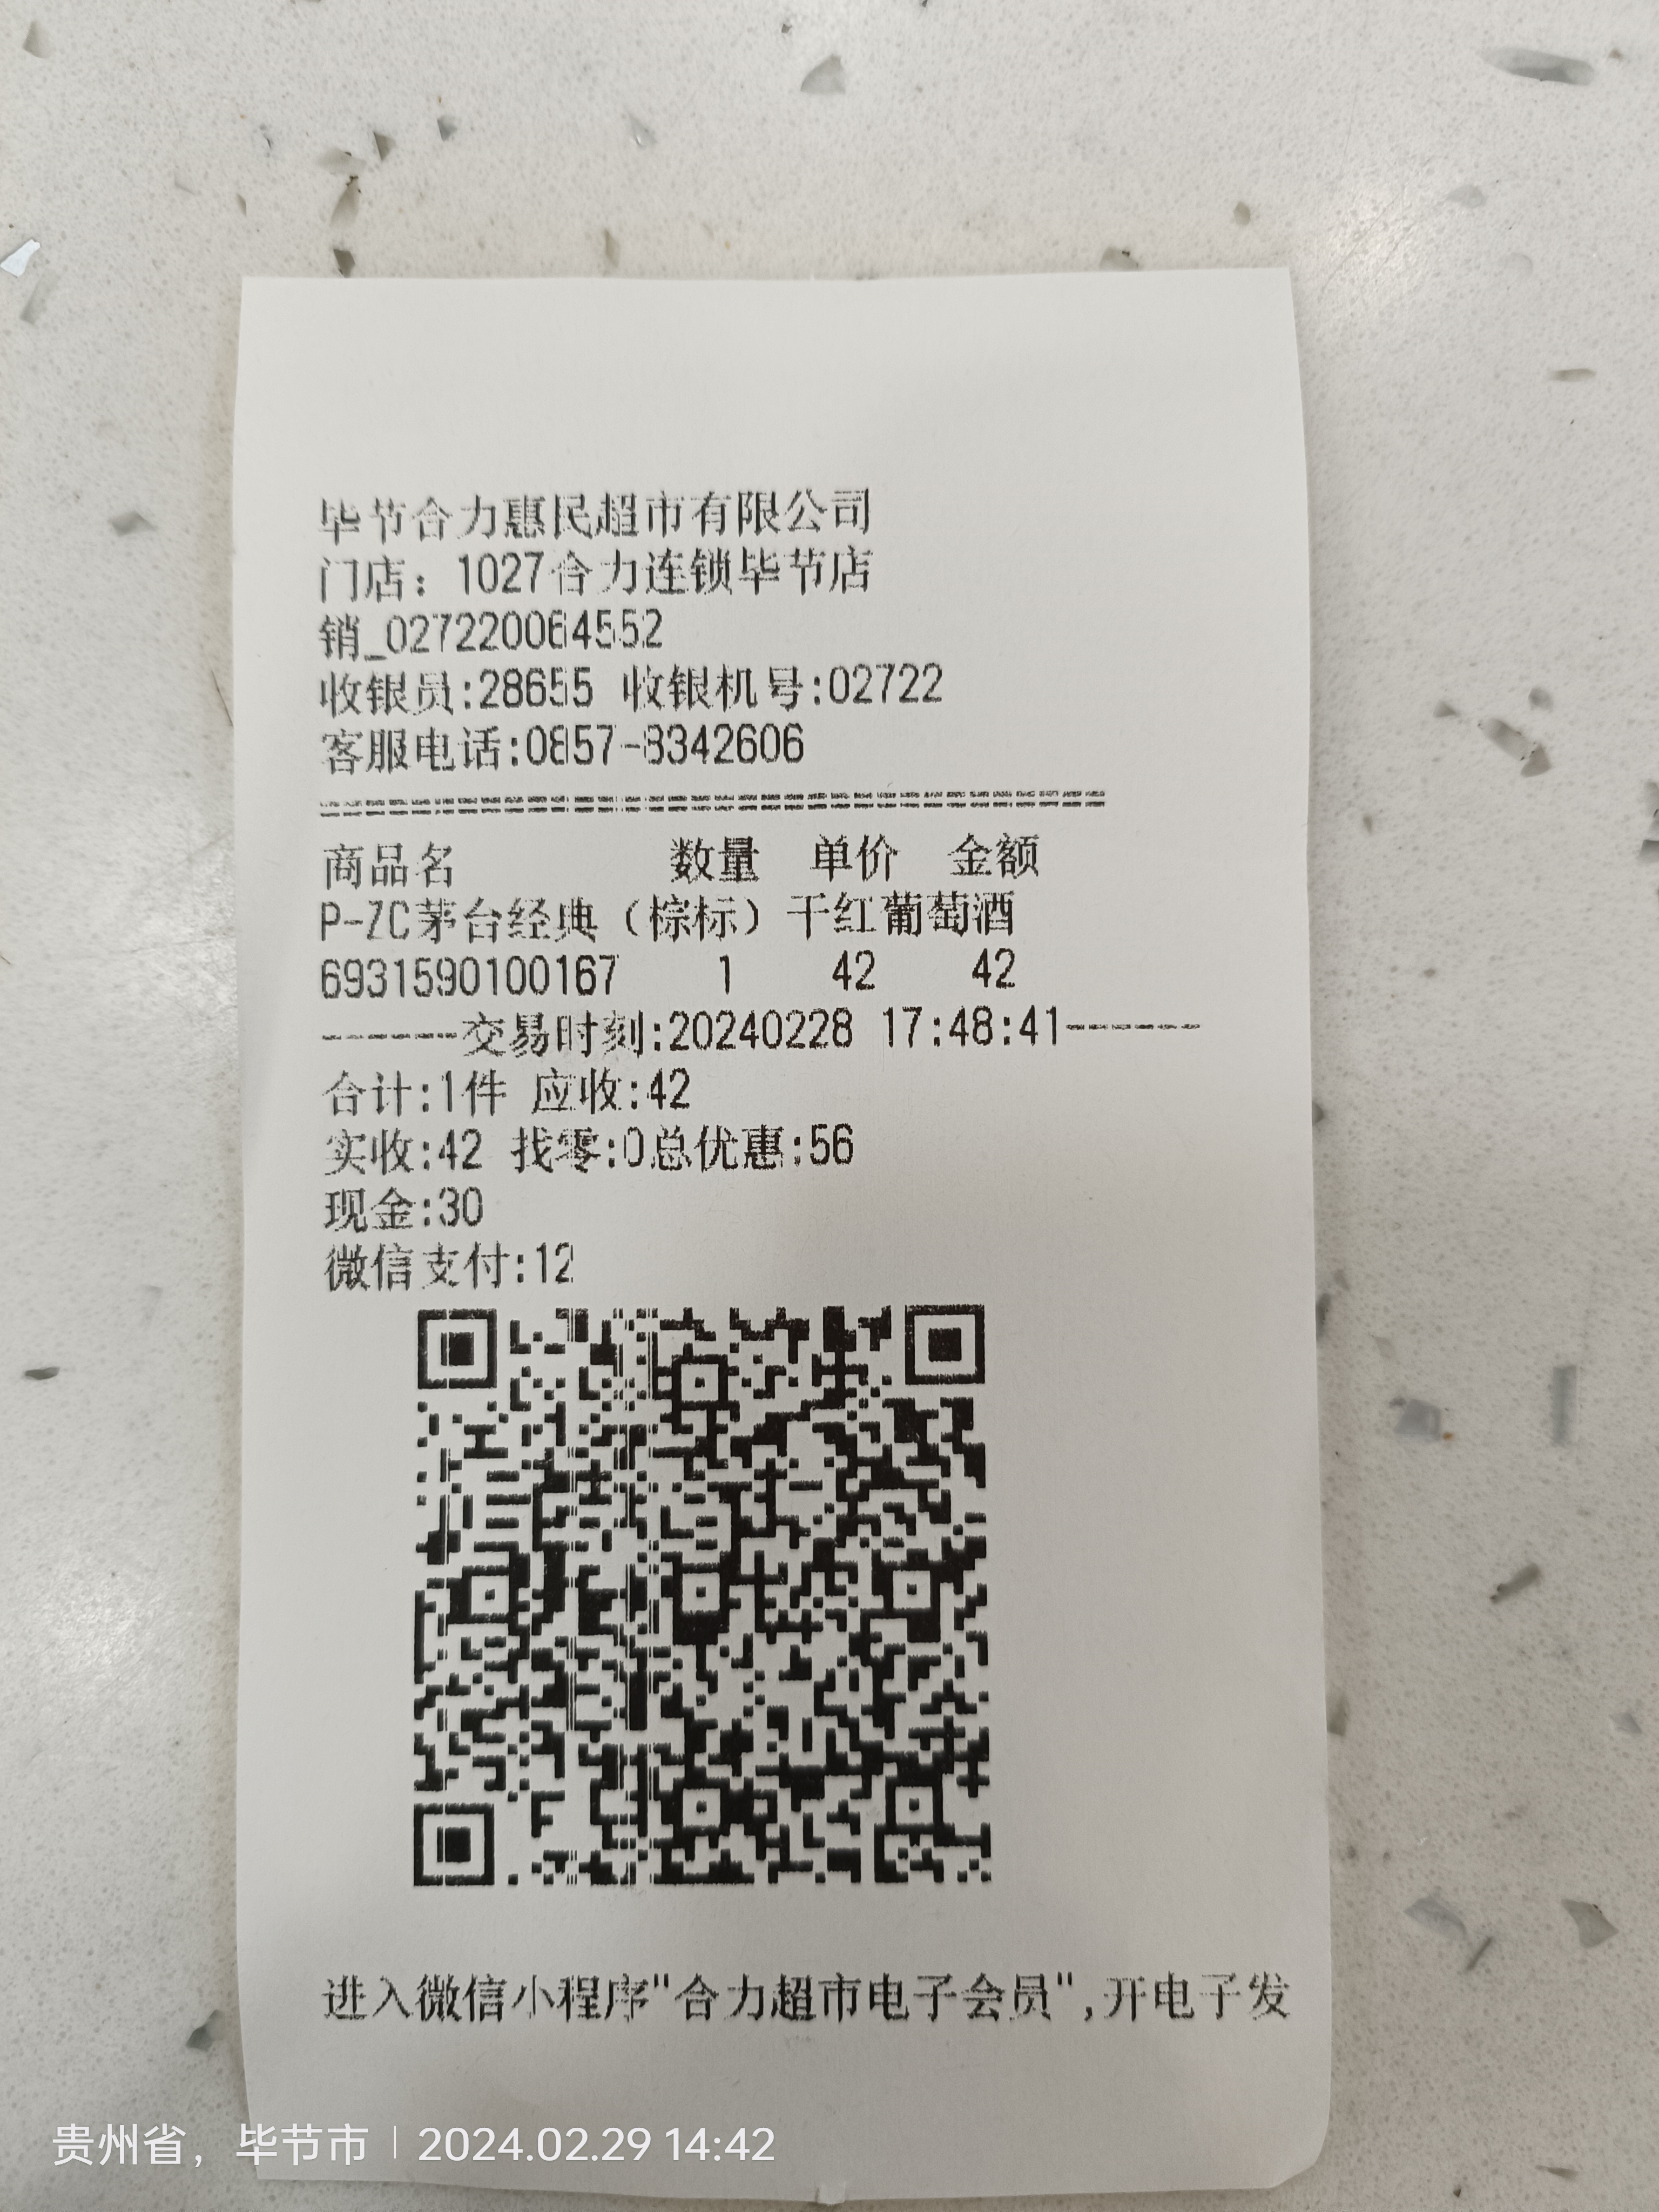 毕节合力惠民超市有限公司
门店：1027合力连锁毕节店
销_027220064552
收银员:28655 收银机号:02722
客服电话:0857-8342606
==================================
商品名 数量 单价 金额
P-ZC茅台经典（棕标）干红葡萄酒
6931590100167 1 42 42
------交易时刻:20240228 17:48:41------
合计:1件 应收:42
实收:42 找零:0总优惠:56
现金:30
微信支付:12
进入微信小程序"合力超市电子会员",开电子发
贵州省，毕节市 | 2024.02.29 14:42